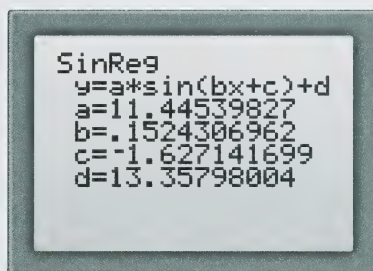 SinReg
y=a*sin(bx+c)+d
a=11.44539827
b=.1524306962
c=-1.627141699
d=13.35798004